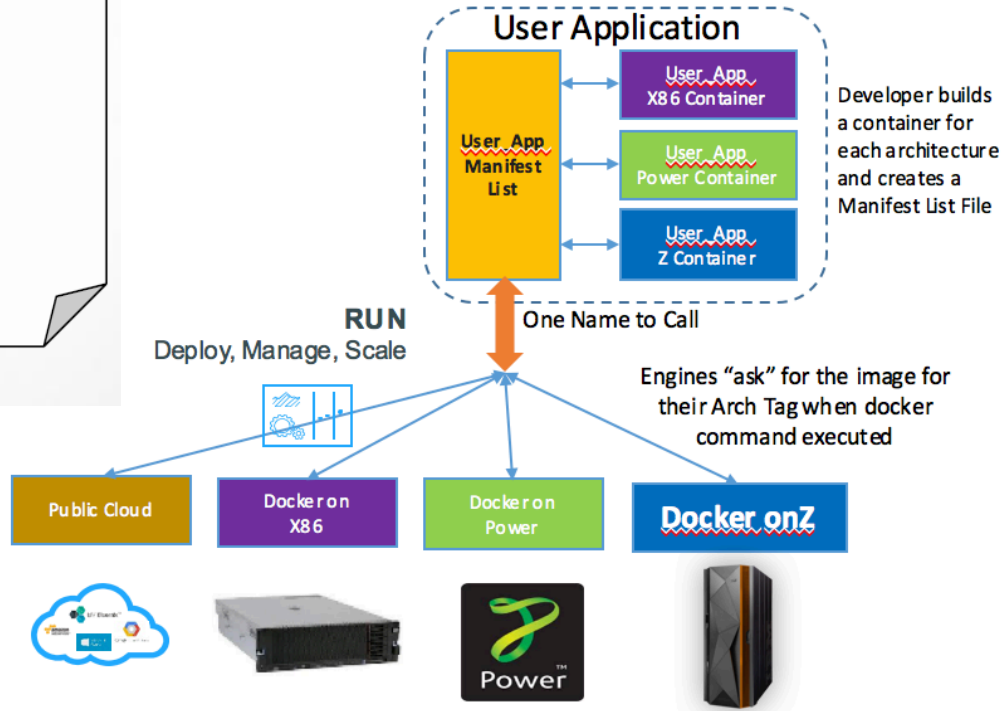 User Application
User_App
Manifest
List
User_App
X86 Container
User_App
Power Container
User_App
Z Container
Developer builds
a container for
each architecture
and creates a
Manifest List File
RUN
Deploy, Manage, Scale
One Name to Call
Engines “ask” for the image for
their Arch Tag when docker
command executed
Public Cloud
Docker on
X86
Docker on
Power
Docker onZ
Power™